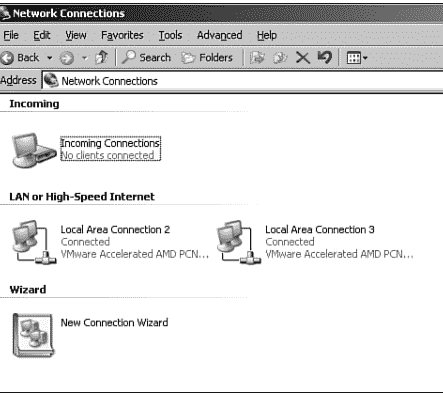 Network Connections
File Edit View Favorites Tools Advanced Help
Back Search Folders
Address Network Connections
Incoming
Incoming Connections
No clients connected
LAN or High-Speed Internet
Local Area Connection 2
Connected
VMware Accelerated AMD PCN...
Local Area Connection 3
Connected
VMware Accelerated AMD PCN...
Wizard
New Connection Wizard